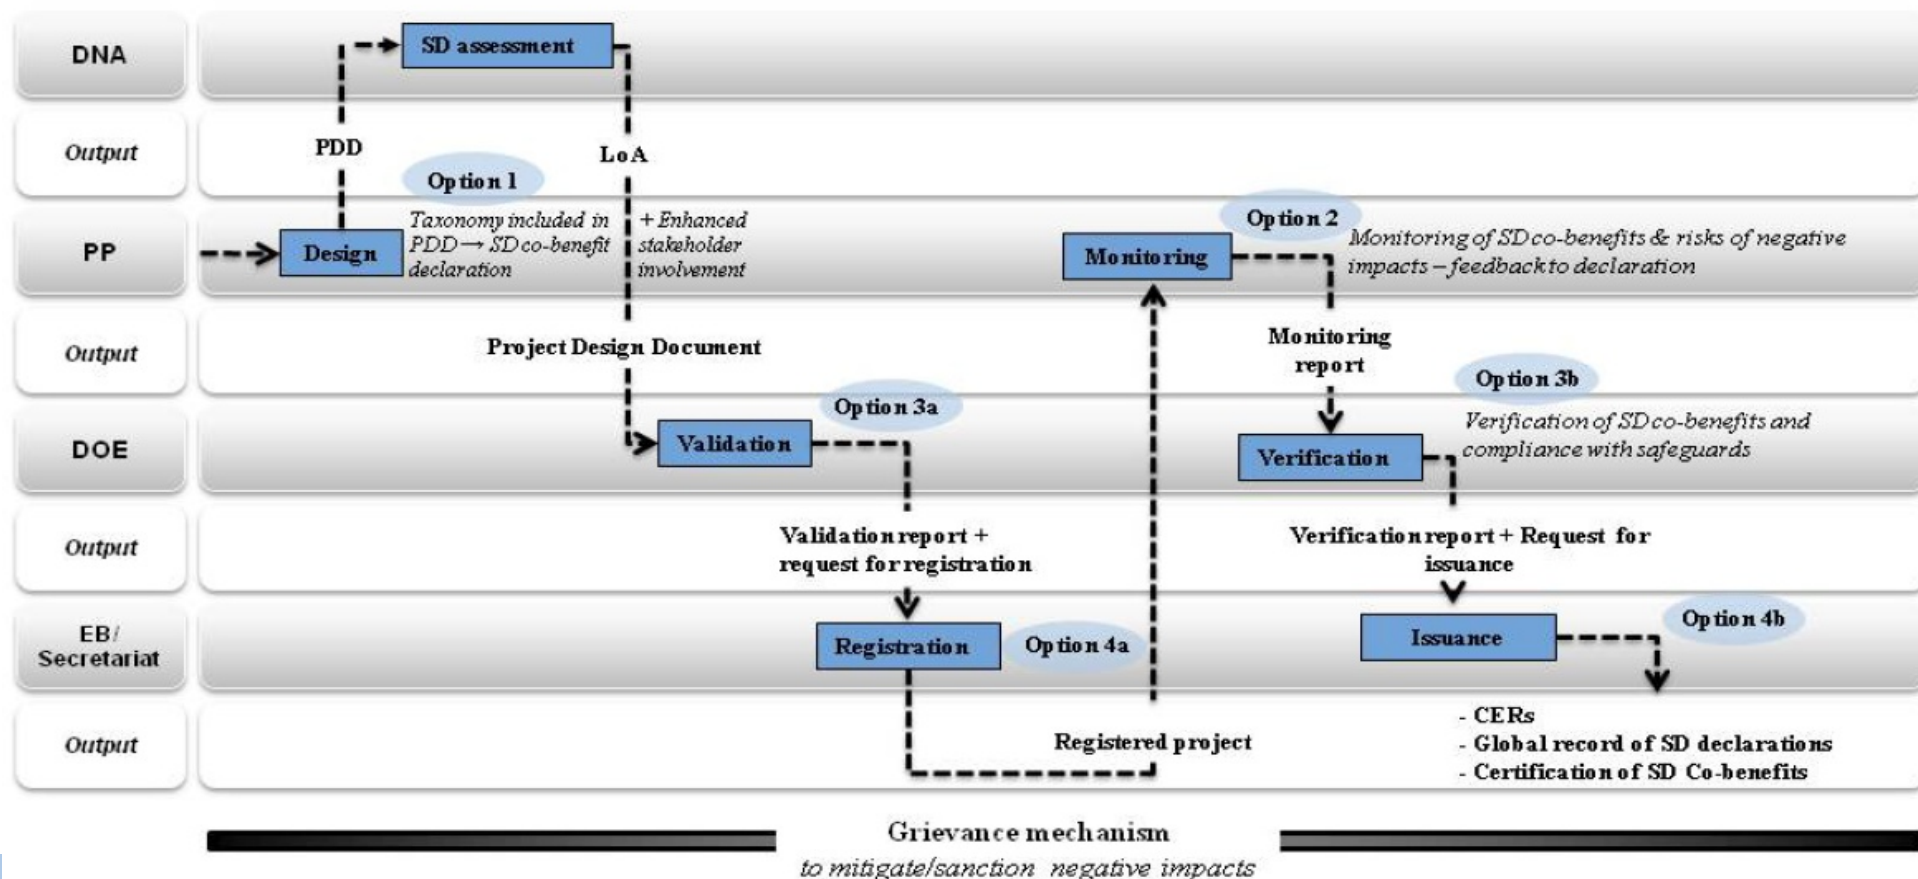 DNA
SD assessment
Output
PDD
LoA
Option 1
PP
Design
Taxonomy included in
PDD → SD co-benefit
declaration
+ Enhanced
stakeholder
involvement
Monitoring
Option 2
Monitoring of SD co-benefits & risks of negative
impacts – feedback to declaration
Output
Project Design Document
Monitoring
report
Option 3b
DOE
Option 3a
Validation
Verification
Verification of SD co-benefits and
compliance with safeguards
Output
Validation report +
request for registration
Verification report + Request for
issuance
EB/
Secretariat
Registration
Option 4a
Issuance
Option 4b
Output
Registered project
- CERs
- Global record of SD declarations
- Certification of SD Co-benefits
Grievance mechanism
to mitigate/sanction negative impacts